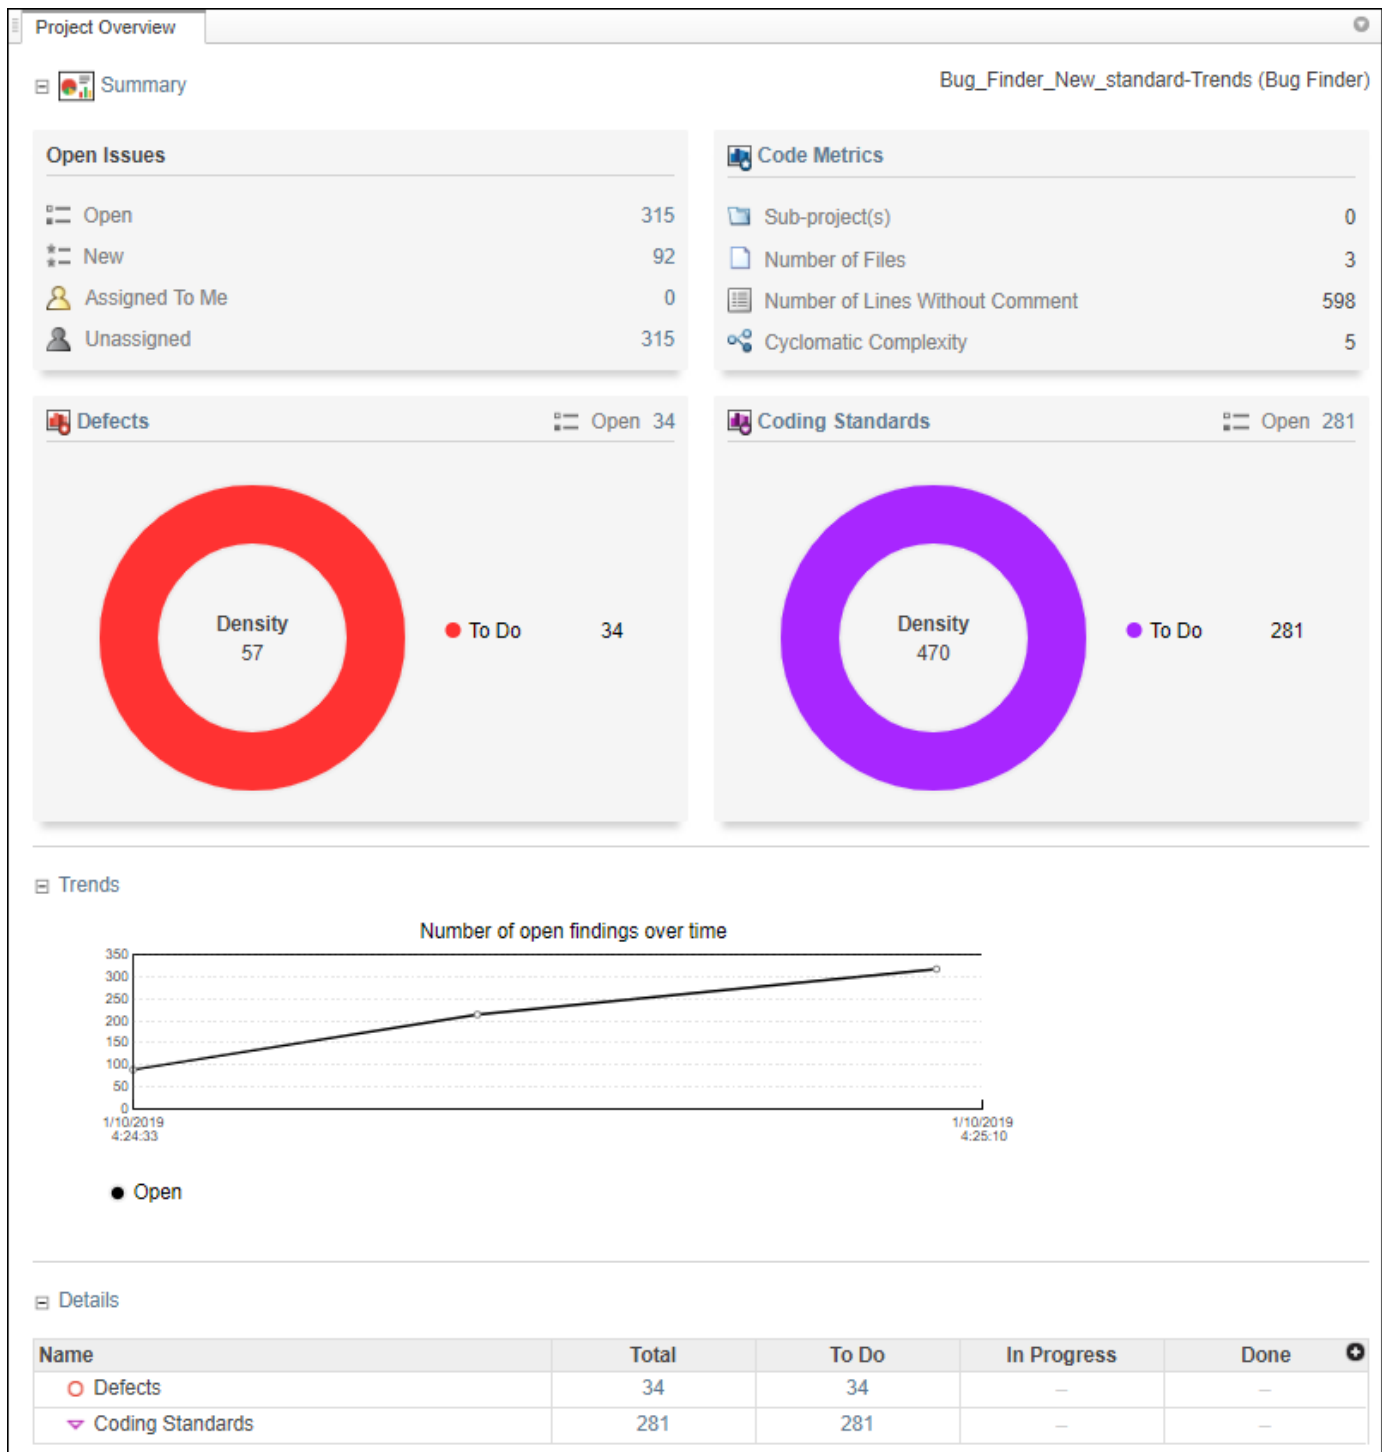 Project Overview
Summary
Bug_Finder_New_standard-Trends (Bug Finder)
Open Issues
Open 315
New 92
Assigned To Me 0
Unassigned 315
Code Metrics
Sub-project(s) 0
Number of Files 3
Number of Lines Without Comment 598
Cyclomatic Complexity 5
Defects Open 34
Density
57
To Do 34
Coding Standards Open 281
Density
470
To Do 281
Trends
Number of open findings over time
350
300
250
200
150
100
50
0
1/10/2019 1/10/2019
4:24:33 4:25:10
Open
Details
Name Total To Do In Progress Done
Defects 34 34 – –
Coding Standards 281 281 – –